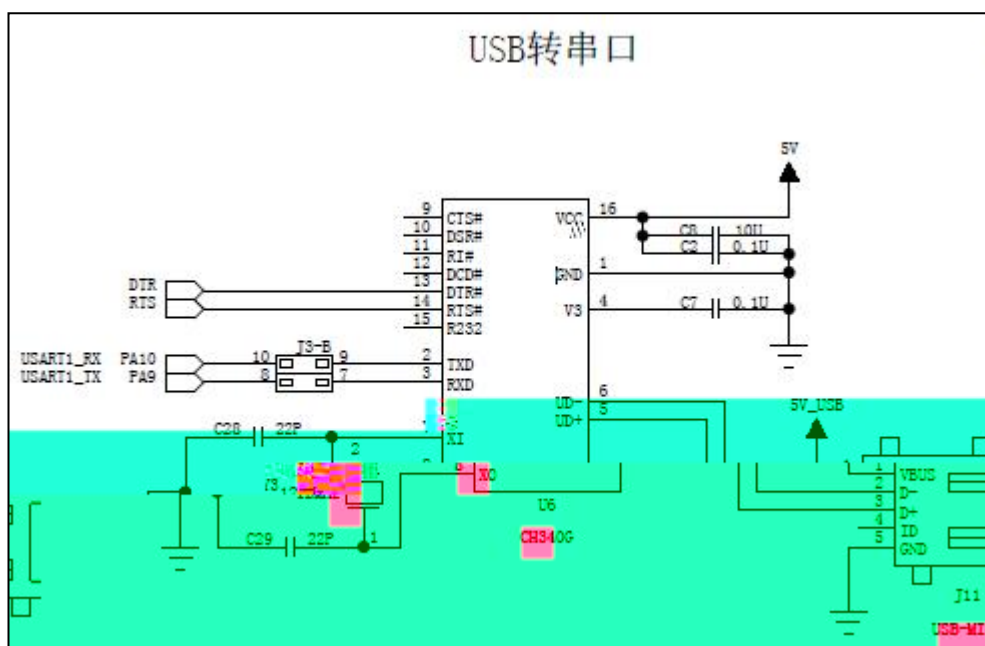 USB转串口
5V
9 CTS# VCC 16
10 DSR# C8 10U
11 RI# C2 0.1U
12 DCD# GND 1
DTR 13 DTR#
RTS 14 RTS# V3 4 C7 0.1U
15 R232
J3-B
USART1_RX PA10 10 9 2 TXD
USART1_TX PA9 8 7 3 RXD
UD- 6
UD+ 5 5V_USB
C28 22P XI
2
XO 1 VBUS
2 D-
U6 3 D+
4 ID
C29 22P 1 CH340G 5 GND
J11